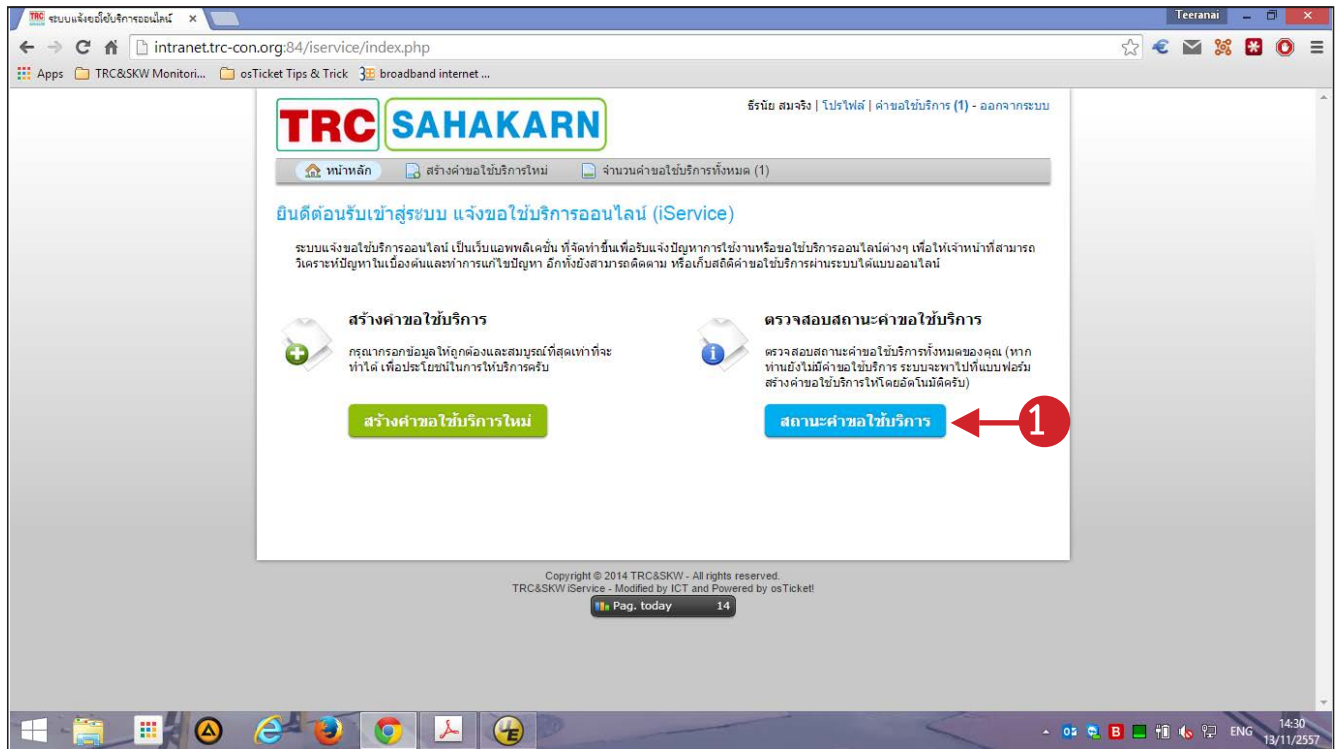 TRC ระบบแจ้งขอใช้บริการออนไลน์ ×
Teeranai
intranet.trc-con.org:84/iservice/index.php
Apps TRC&SKW Monitori... osTicket Tips & Trick broadband internet ...
TRC SAHAKARN
ธีรนัย สมจริง | โปรไฟล์ | คำขอใช้บริการ (1) - ออกจากระบบ
หน้าหลัก สร้างคำขอใช้บริการใหม่ จำนวนคำขอใช้บริการทั้งหมด (1)
ยินดีต้อนรับเข้าสู่ระบบ แจ้งขอใช้บริการออนไลน์ (iService)
ระบบแจ้งขอใช้บริการออนไลน์ เป็นเว็บแอพพลิเคชั่น ที่จัดทำขึ้นเพื่อรับแจ้งปัญหาการใช้งานหรือขอใช้บริการออนไลน์ต่างๆ เพื่อให้เจ้าหน้าที่สามารถ
วิเคราะห์ปัญหาในเบื้องต้นและทำการแก้ไขปัญหา อีกทั้งยังสามารถติดตาม หรือเก็บสถิติคำขอใช้บริการผ่านระบบได้แบบออนไลน์
สร้างคำขอใช้บริการ
กรุณากรอกข้อมูลให้ถูกต้องและสมบูรณ์ที่สุดเท่าที่จะ
ทำได้ เพื่อประโยชน์ในการให้บริการครับ
สร้างคำขอใช้บริการใหม่
ตรวจสอบสถานะคำขอใช้บริการ
ตรวจสอบสถานะคำขอใช้บริการทั้งหมดของคุณ (หาก
ท่านยังไม่มีคำขอใช้บริการ ระบบจะพาไปที่แบบฟอร์ม
สร้างคำขอใช้บริการให้โดยอัตโนมัติครับ)
สถานะคำขอใช้บริการ
1
Copyright © 2014 TRC&SKW - All rights reserved.
TRC&SKW iService - Modified by ICT and Powered by osTicket!
Pag. today 14
ENG
14:30
13/11/2557